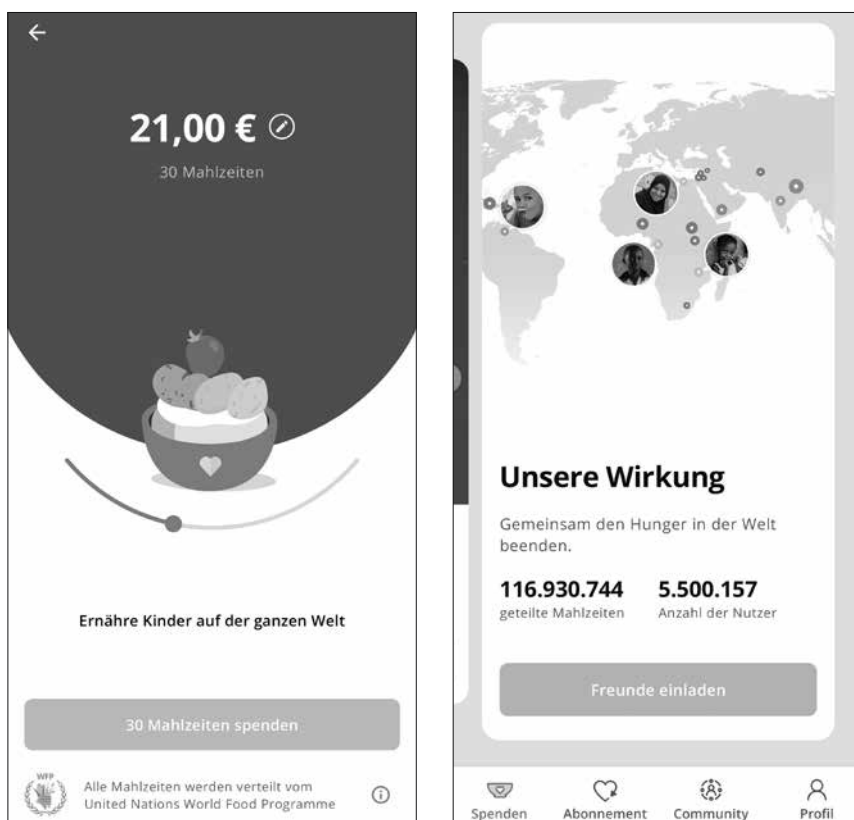 21,00 €
30 Mahlzeiten
Ernähre Kinder auf der ganzen Welt
30 Mahlzeiten spenden
WFP
Alle Mahlzeiten werden verteilt vom
United Nations World Food Programme
Unsere Wirkung
Gemeinsam den Hunger in der Welt
beenden.
116.930.744 5.500.157
geteilte Mahlzeiten Anzahl der Nutzer
Freunde einladen
Spenden Abonnement Community Profil